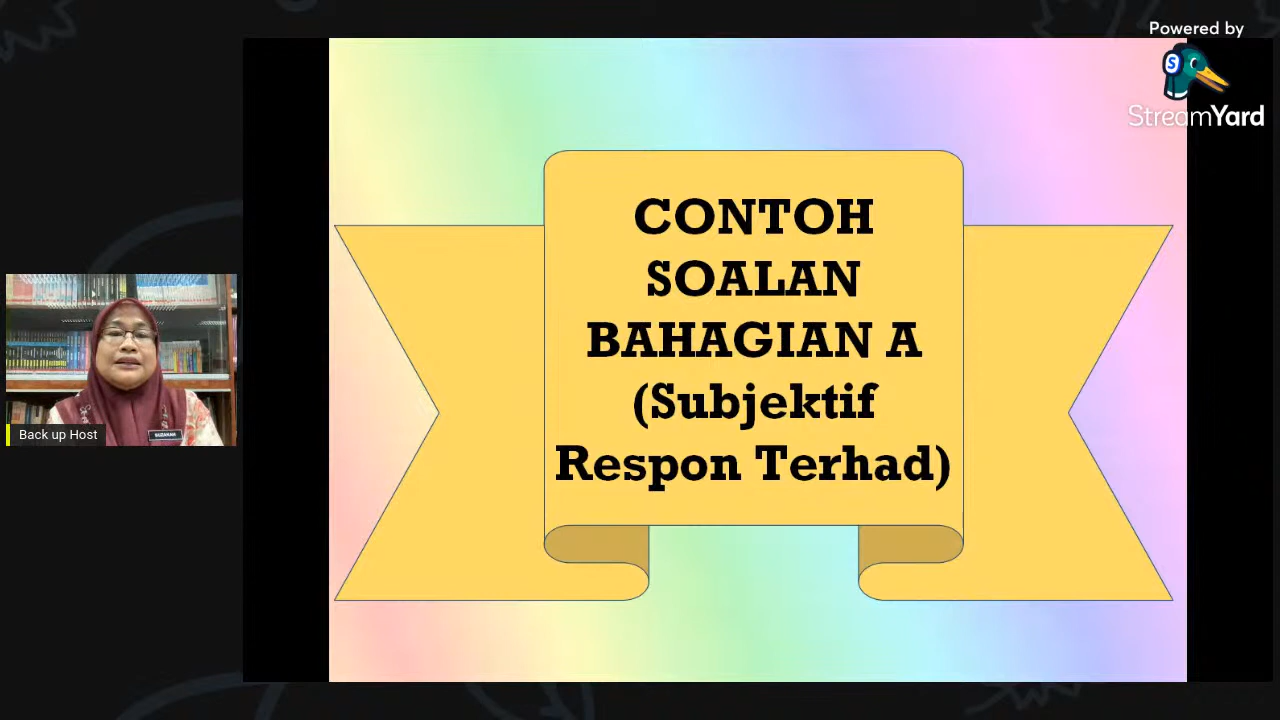 Powered by
StreamYard
CONTOH
SOALAN
BAHAGIAN A
(Subjektif
Respon Terhad)
Back up Host